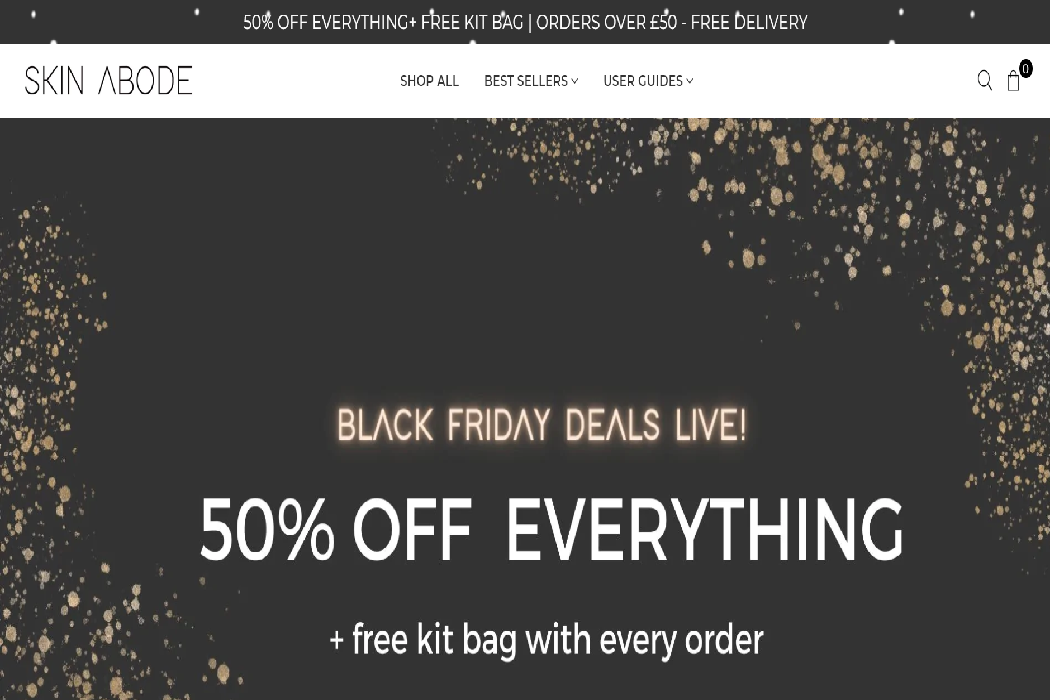 50% OFF EVERYTHING+ FREE KIT BAG | ORDERS OVER £50 - FREE DELIVERY
SKIN ABODE
SHOP ALL BEST SELLERS USER GUIDES
0
BLACK FRIDAY DEALS LIVE!
50% OFF EVERYTHING
+ free kit bag with every order